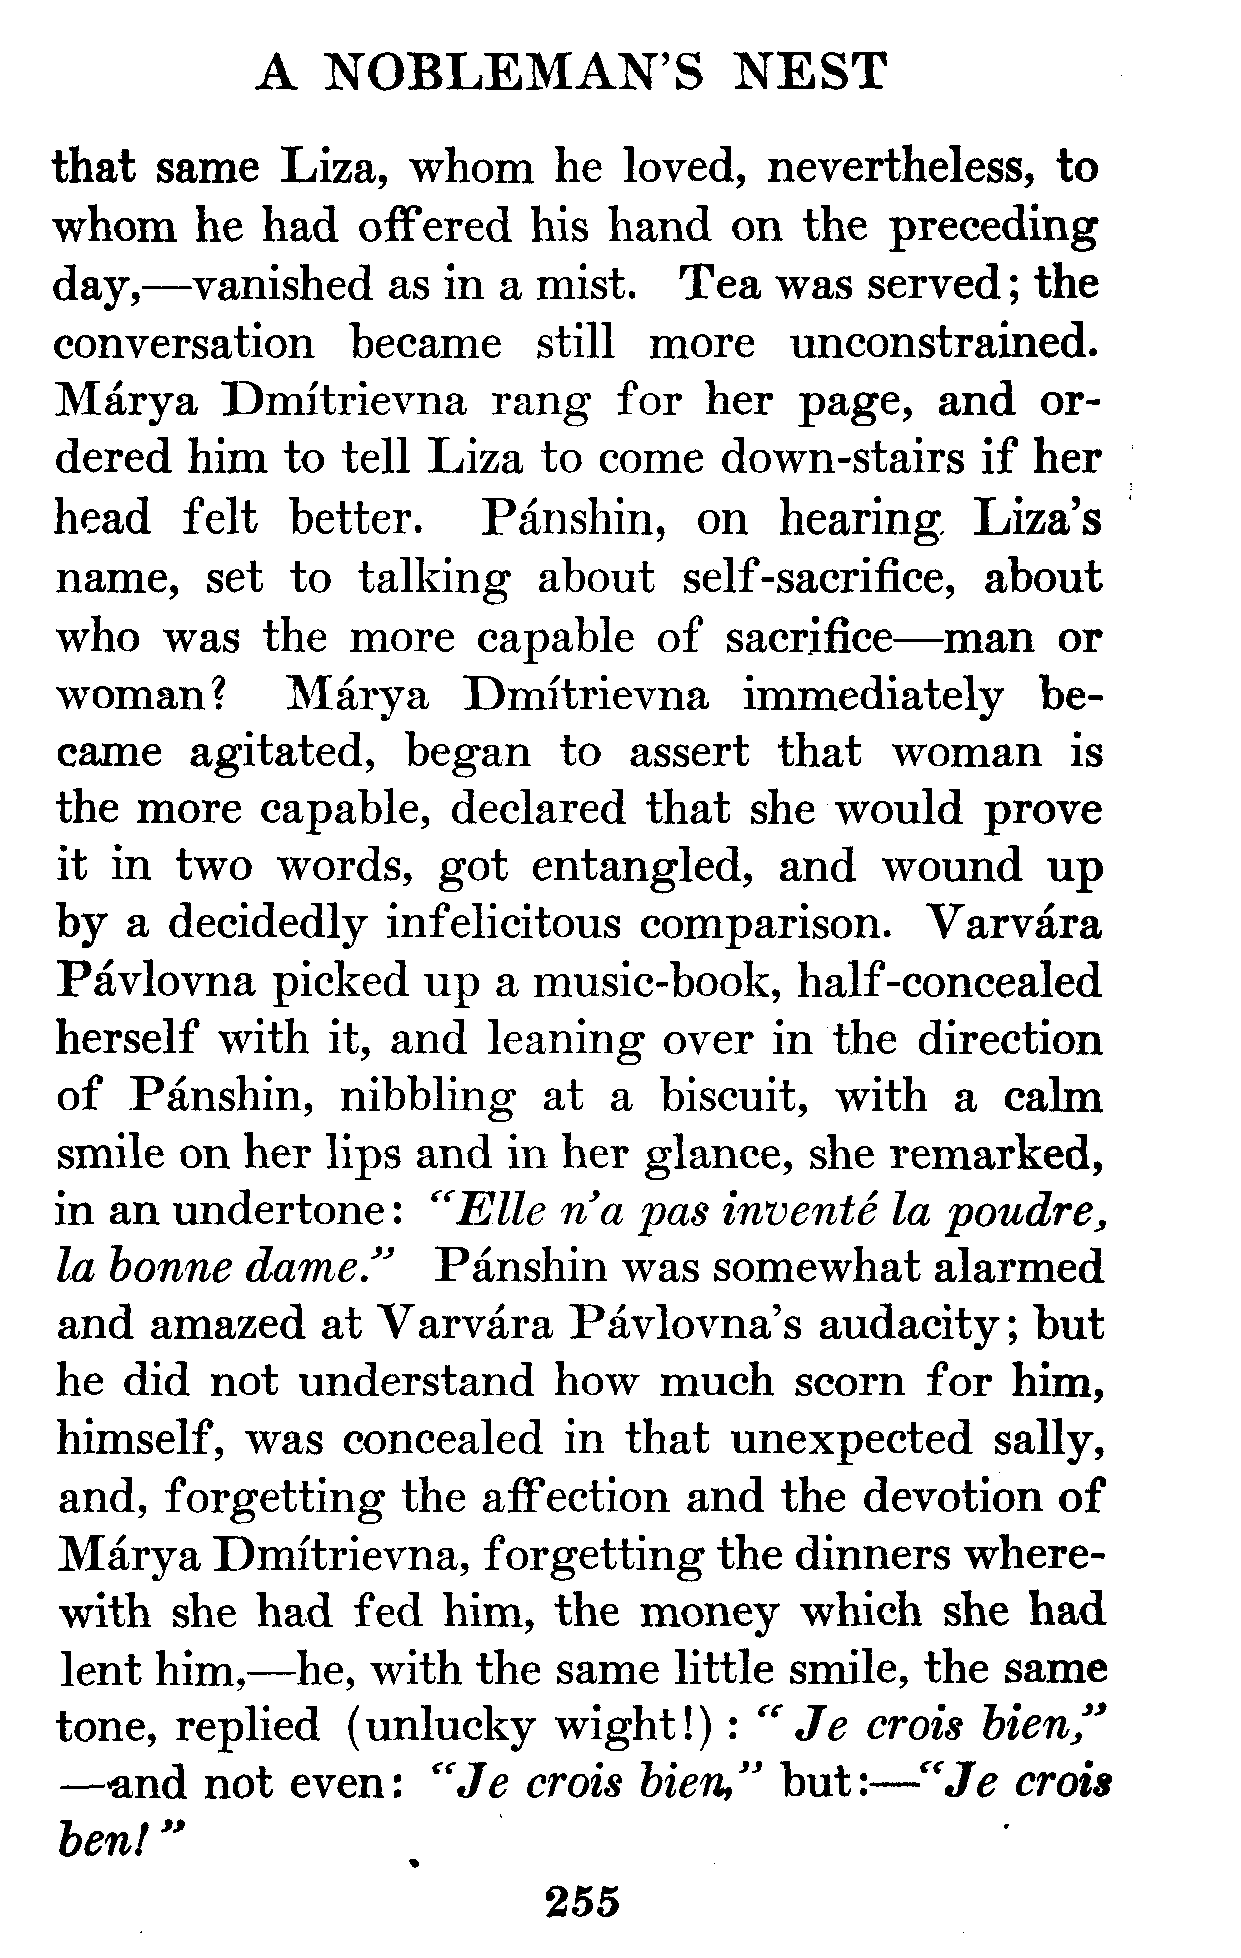 A NOBLEMAN'S NEST
that same Liza, whom he loved, nevertheless, to
whom he had offered his hand on the preceding
day,—vanished as in a mist. Tea was served; the
conversation became still more unconstrained.
Márya Dmítrievna rang for her page, and or-
dered him to tell Liza to come down-stairs if her
head felt better. Pánshin, on hearing Liza's
name, set to talking about self-sacrifice, about
who was the more capable of sacrifice—man or
woman? Márya Dmítrievna immediately be-
came agitated, began to assert that woman is
the more capable, declared that she would prove
it in two words, got entangled, and wound up
by a decidedly infelicitous comparison. Varvára
Pávlovna picked up a music-book, half-concealed
herself with it, and leaning over in the direction
of Pánshin, nibbling at a biscuit, with a calm
smile on her lips and in her glance, she remarked,
in an undertone: "Elle n'a pas inventé la poudre,
la bonne dame." Pánshin was somewhat alarmed
and amazed at Varvára Pávlovna's audacity; but
he did not understand how much scorn for him,
himself, was concealed in that unexpected sally,
and, forgetting the affection and the devotion of
Márya Dmítrievna, forgetting the dinners where-
with she had fed him, the money which she had
lent him,—he, with the same little smile, the same
tone, replied (unlucky wight!): "Je crois bien,"
—and not even: "Je crois bien," but:—"Je crois
ben!"
255